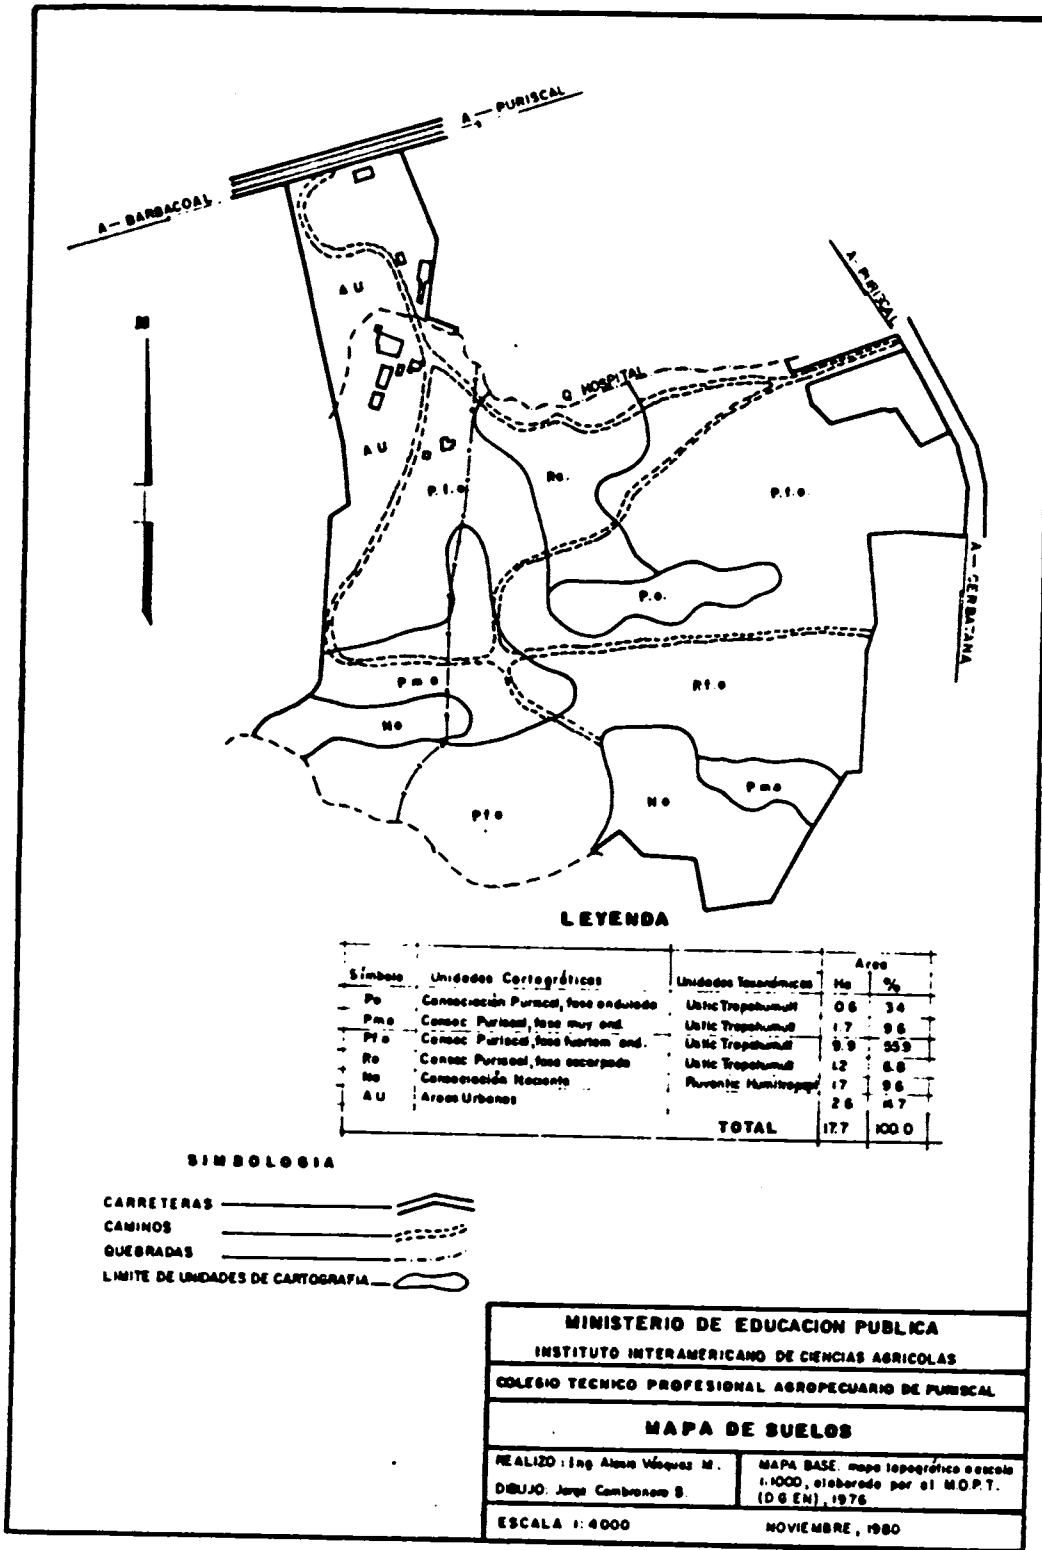 A — PURISCAL
A — BARBACOAL
A - PURISCAL
A U
Q HOSPITAL
A U
Re.
P.f.o
P.f.o.
P.o.
A — CERBATANA
Pmo
Rf.o
No
Pmo
No
Pfo
LEYENDA
Símbolo Unidades Cartográficas Unidades Taxonómicas Area
Ha %
Po Consociación Puriscal, fase ondulada Ustic Tropohumult 0.6 3.4
Pmo Consoc Puriscal, fase muy ond. Ustic Tropohumult 1.7 9.6
Pfo Consoc Puriscal, fase fuertem ond. Ustic Tropohumult 9.9 55.9
Re Consoc Puriscal, fase escarpada Ustic Tropohumult 1.2 6.8
No Consociación Fluventic 1.7 9.6
A U Areas Urbanas 2.6 14.7
TOTAL 17.7 100.0
SIMBOLOGIA
CARRETERAS
CAMINOS
QUEBRADAS
LIMITE DE UNIDADES DE CARTOGRAFIA
MINISTERIO DE EDUCACION PUBLICA
INSTITUTO INTERAMERICANO DE CIENCIAS AGRICOLAS
COLEGIO TECNICO PROFESIONAL AGROPECUARIO DE PURISCAL
MAPA DE SUELOS
REALIZO : Ing Alexis Vásquez M.
DIBUJO: Jorge Cambronero S.
MAPA BASE. mapa topográfico a escala
1:1000, elaborado por el M.O.P.T.
(D G E N), 1976
ESCALA 1: 4000 NOVIEMBRE, 1980